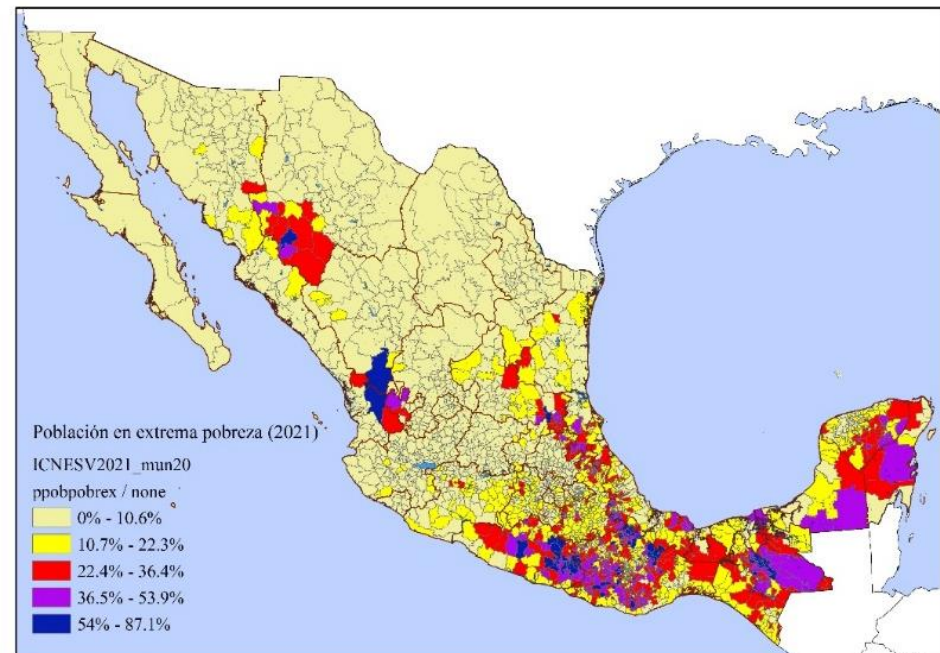 Población en extrema pobreza (2021)
ICNESV2021_mun20
ppobpobrex / none
0% - 10.6%
10.7% - 22.3%
22.4% - 36.4%
36.5% - 53.9%
54% - 87.1%